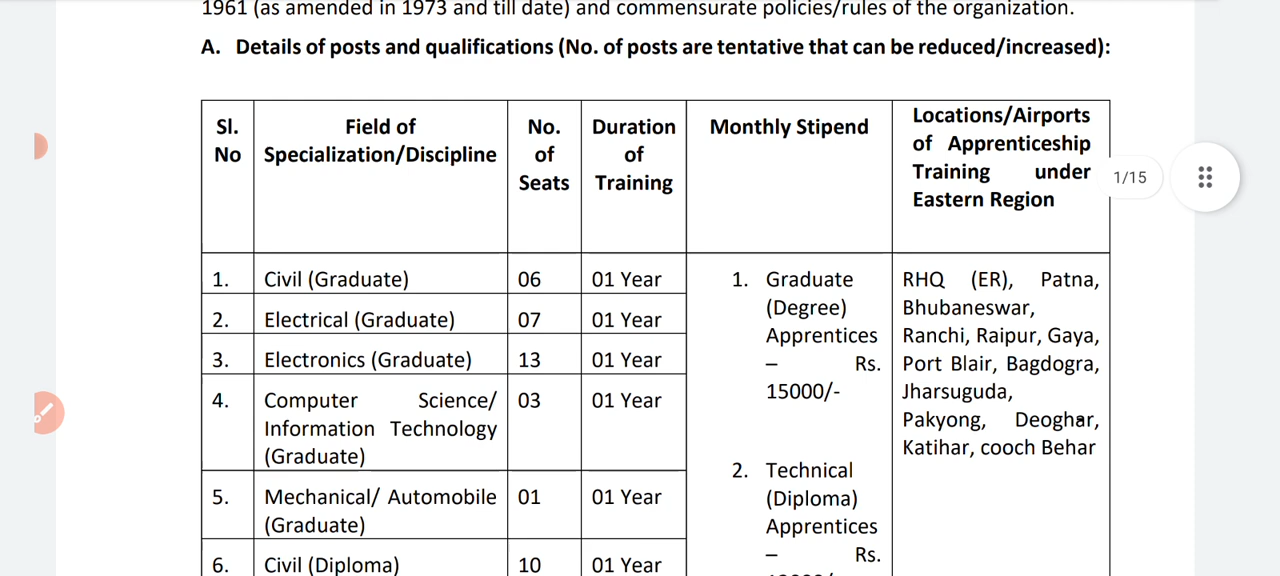 1961 (as amended in 1973 and till date) and commensurate policies/rules of the organization.
A. Details of posts and qualifications (No. of posts are tentative that can be reduced/increased):
Sl. No
Field of Specialization/Discipline
No. of Seats
Duration of Training
Monthly Stipend
Locations/Airports of Apprenticeship Training under Eastern Region
1/15
1. Civil (Graduate) 06 01 Year
2. Electrical (Graduate) 07 01 Year
3. Electronics (Graduate) 13 01 Year
4. Computer Science/ 03 01 Year
Information Technology
(Graduate)
5. Mechanical/ Automobile 01 01 Year
(Graduate)
6. Civil (Diploma) 10 01 Year
1. Graduate
(Degree)
Apprentices
– Rs.
15000/-
2. Technical
(Diploma)
Apprentices
– Rs.
RHQ (ER), Patna,
Bhubaneswar,
Ranchi, Raipur, Gaya,
Port Blair, Bagdogra,
Jharsuguda,
Pakyong, Deoghar,
Katihar, cooch Behar